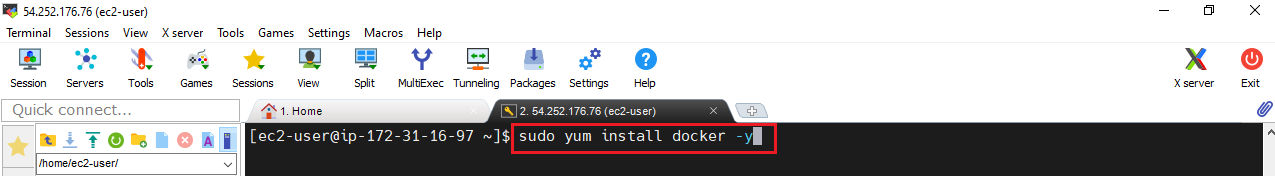 54.252.176.76 (ec2-user)
Terminal Sessions View X server Tools Games Settings Macros Help
Session Servers Tools Games Sessions View Split MultiExec Tunneling Packages Settings Help X server Exit
Quick connect... 1. Home 2. 54.252.176.76 (ec2-user)
[ec2-user@ip-172-31-16-97 ~]$ sudo yum install docker -y
/home/ec2-user/